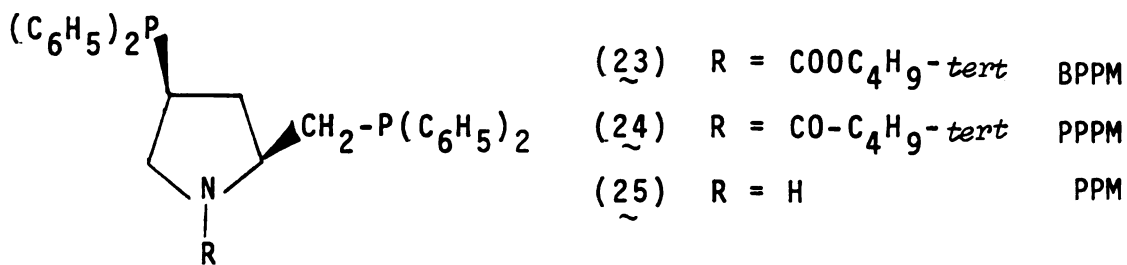 (C6H5)2P
CH2-P(C6H5)2
N
R
(23) R = COOC4H9-tert BPPM
(24) R = CO-C4H9-tert PPPM
(25) R = H PPM